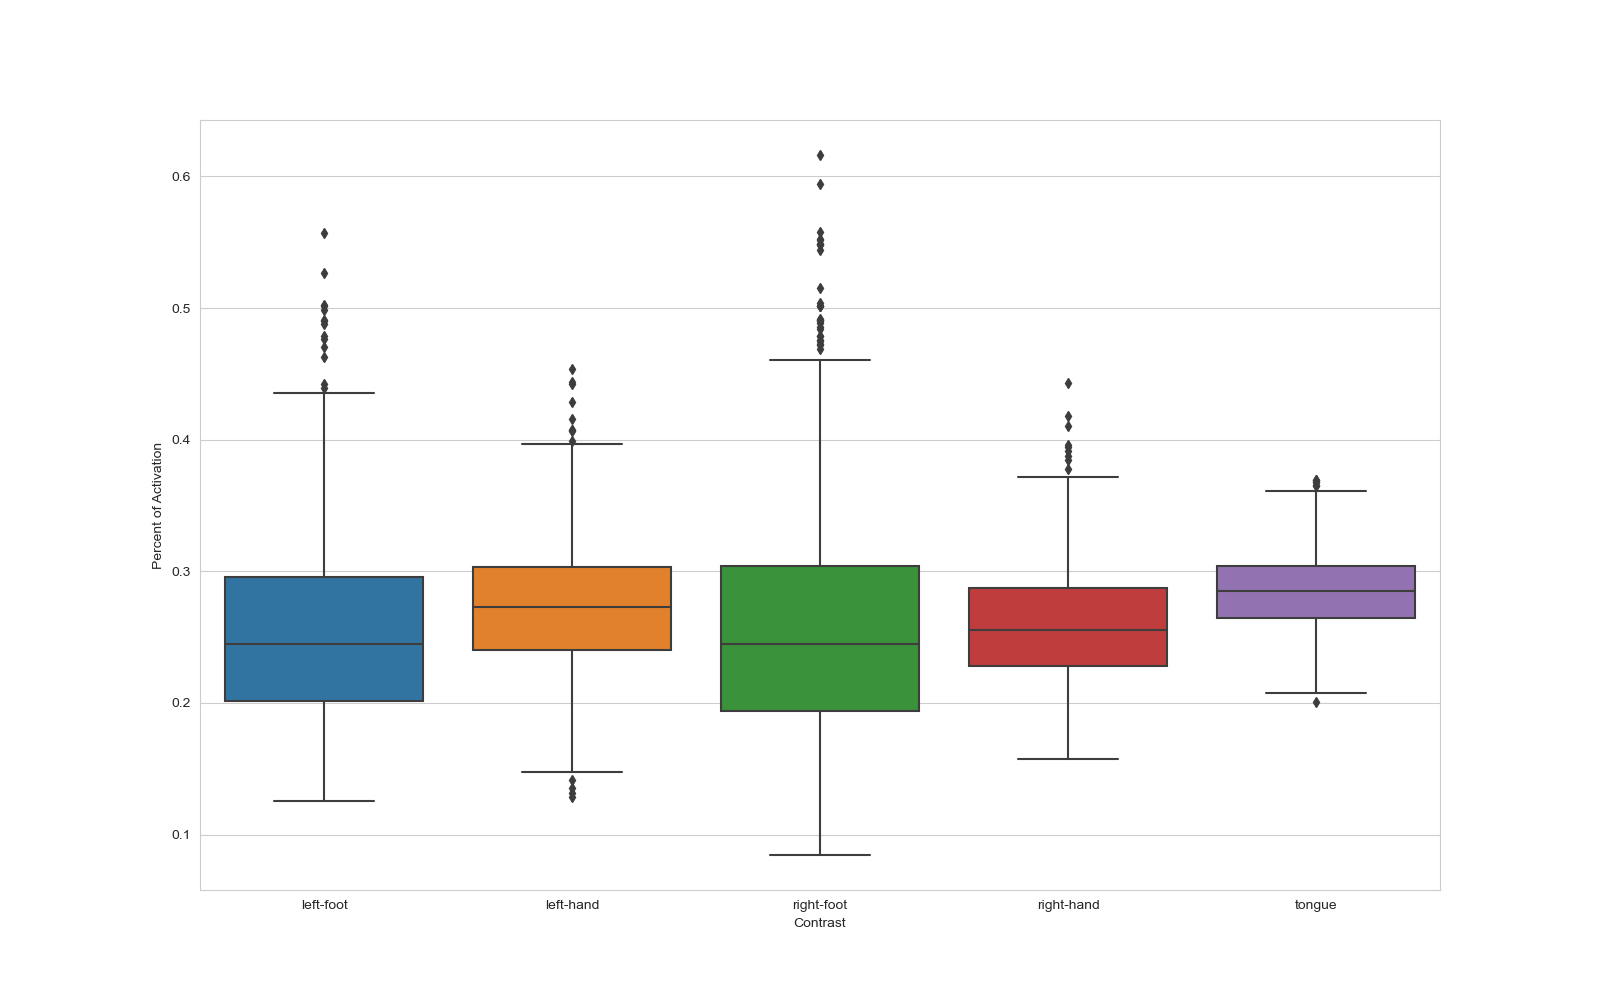 0.6
0.5
0.4
0.3
0.2
0.1
Percent of Activation
left-foot
left-hand
right-foot
right-hand
tongue
Contrast